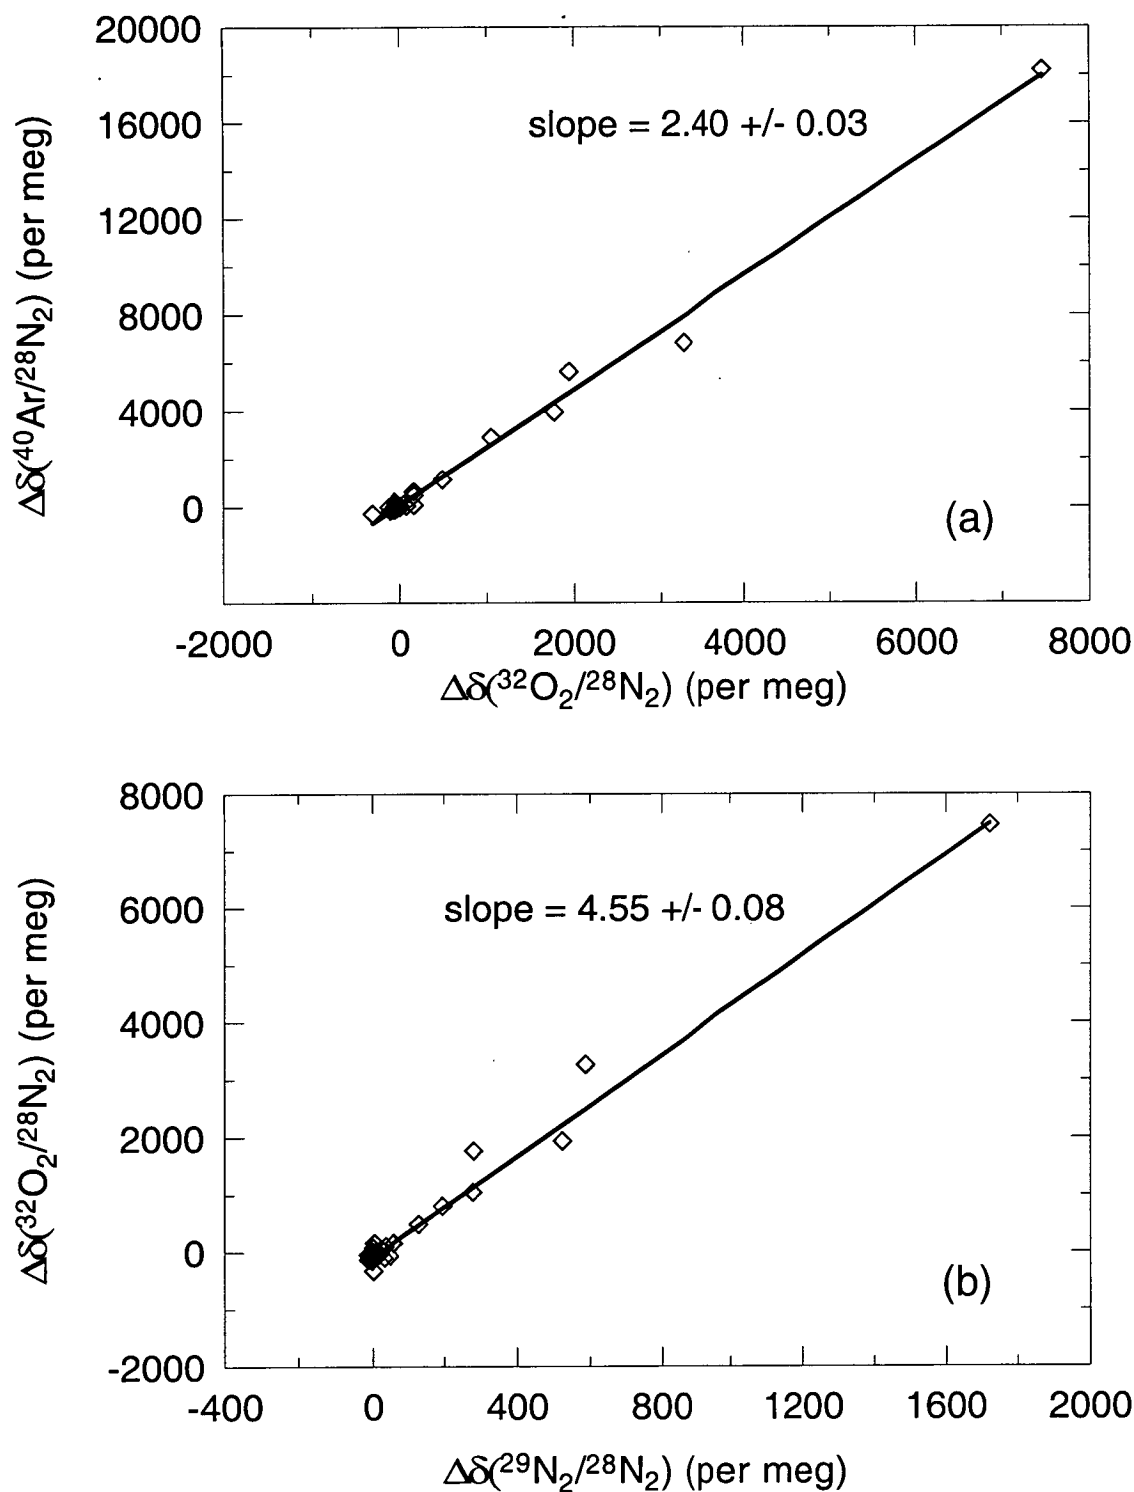 20000
16000
12000
8000
4000
0
Δδ(⁴⁰Ar/²⁸N₂) (per meg)
slope = 2.40 +/- 0.03
(a)
-2000 0 2000 4000 6000 8000
Δδ(³²O₂/²⁸N₂) (per meg)
8000
6000
4000
2000
0
-2000
Δδ(³²O₂/²⁸N₂) (per meg)
slope = 4.55 +/- 0.08
(b)
-400 0 400 800 1200 1600 2000
Δδ(²⁹N₂/²⁸N₂) (per meg)